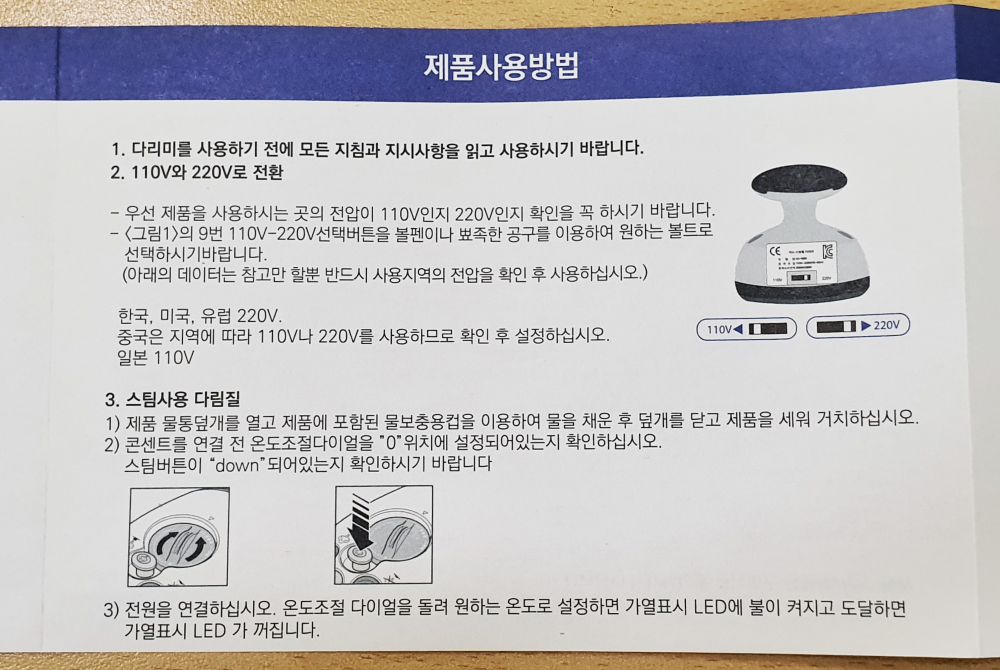 제품사용방법
1. 다리미를 사용하기 전에 모든 지침과 지시사항을 읽고 사용하시기 바랍니다.
2. 110V와 220V로 전환
- 우선 제품을 사용하시는 곳의 전압이 110V인지 220V인지 확인을 꼭 하시기 바랍니다.
- <그림1>의 9번 110V-220V선택버튼을 볼펜이나 뾰족한 공구를 이용하여 원하는 볼트로
선택하시기바랍니다.
(아래의 데이터는 참고만 할뿐 반드시 사용지역의 전압을 확인 후 사용하십시오.)
한국, 미국, 유럽 220V.
중국은 지역에 따라 110V나 220V를 사용하므로 확인 후 설정하십시오.
일본 110V
CE
110V
220V
110V
220V
3. 스팀사용 다림질
1) 제품 물통덮개를 열고 제품에 포함된 물보충용컵을 이용하여 물을 채운 후 덮개를 닫고 제품을 세워 거치하십시오.
2) 콘센트를 연결 전 온도조절다이얼을 "0"위치에 설정되어있는지 확인하십시오.
스팀버튼이 "down"되어있는지 확인하시기 바랍니다
3) 전원을 연결하십시오. 온도조절 다이얼을 돌려 원하는 온도로 설정하면 가열표시 LED에 불이 켜지고 도달하면
가열표시 LED 가 꺼집니다.